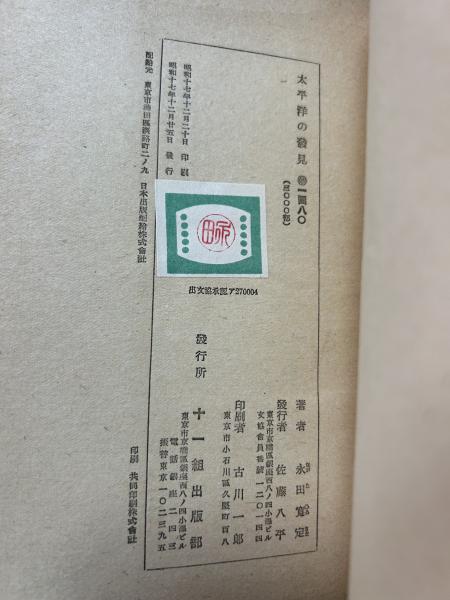 太平洋の發見 ㊞一四八〇
(三〇〇〇部)
昭和十七年十二月二十日 印刷
昭和十七年十二月廿五日 發行
出文協承認ア270004
著者 永田寬定
發行者 佐藤八平
東京市京橋區銀座西八ノ四小鹽ビル
文協會員番號一二〇一四四
印刷者 古川一郎
東京市小石川區久堅町百八
發行所 十一組出版部
東京市京橋區銀座西八ノ四小鹽ビル
電話銀座二四三
振替東京一〇二三九五
配給元 東京市神田區淡路町二ノ九 日本出版配給株式會社
印刷 共同印刷株式會社